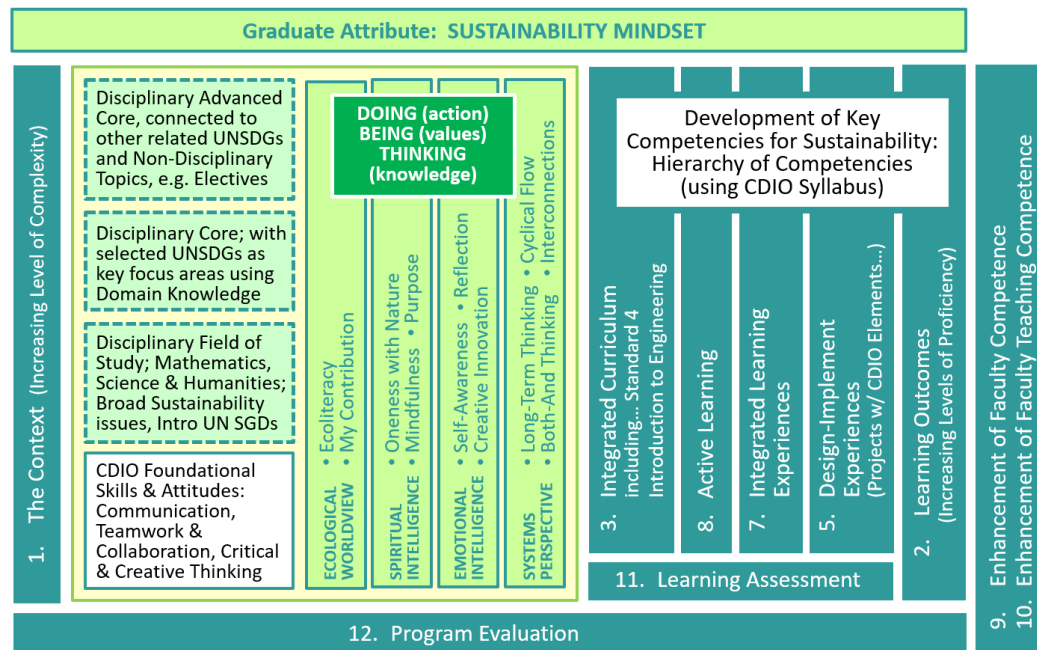 Graduate Attribute: SUSTAINABILITY MINDSET
1. The Context (Increasing Level of Complexity)
Disciplinary Advanced
Core, connected to
other related UNSDGs
and Non-Disciplinary
Topics, e.g. Electives
Disciplinary Core; with
selected UNSDGs as
key focus areas using
Domain Knowledge
Disciplinary Field of
Study; Mathematics,
Science & Humanities;
Broad Sustainability
issues, Intro UN SGDs
CDIO Foundational
Skills & Attitudes:
Communication,
Teamwork &
Collaboration, Critical
& Creative Thinking
DOING (action)
BEING (values)
THINKING
(knowledge)
ECOLOGICAL
WORLDVIEW
• Ecoliteracy
• My Contribution
SPIRITUAL
INTELLIGENCE
• Oneness with Nature
• Mindfulness • Purpose
EMOTIONAL
INTELLIGENCE
• Self-Awareness • Reflection
• Creative Innovation
SYSTEMS
PERSPECTIVE
• Long-Term Thinking • Cyclical Flow
• Both-And Thinking • Interconnections
Development of Key
Competencies for Sustainability:
Hierarchy of Competencies
(using CDIO Syllabus)
3. Integrated Curriculum
including... Standard 4
Introduction to Engineering
8. Active Learning
7. Integrated Learning
Experiences
5. Design-Implement
Experiences
(Projects w/ CDIO Elements...)
2. Learning Outcomes
(Increasing Levels of Proficiency)
11. Learning Assessment
9. Enhancement of Faculty Competence
10. Enhancement of Faculty Teaching Competence
12. Program Evaluation